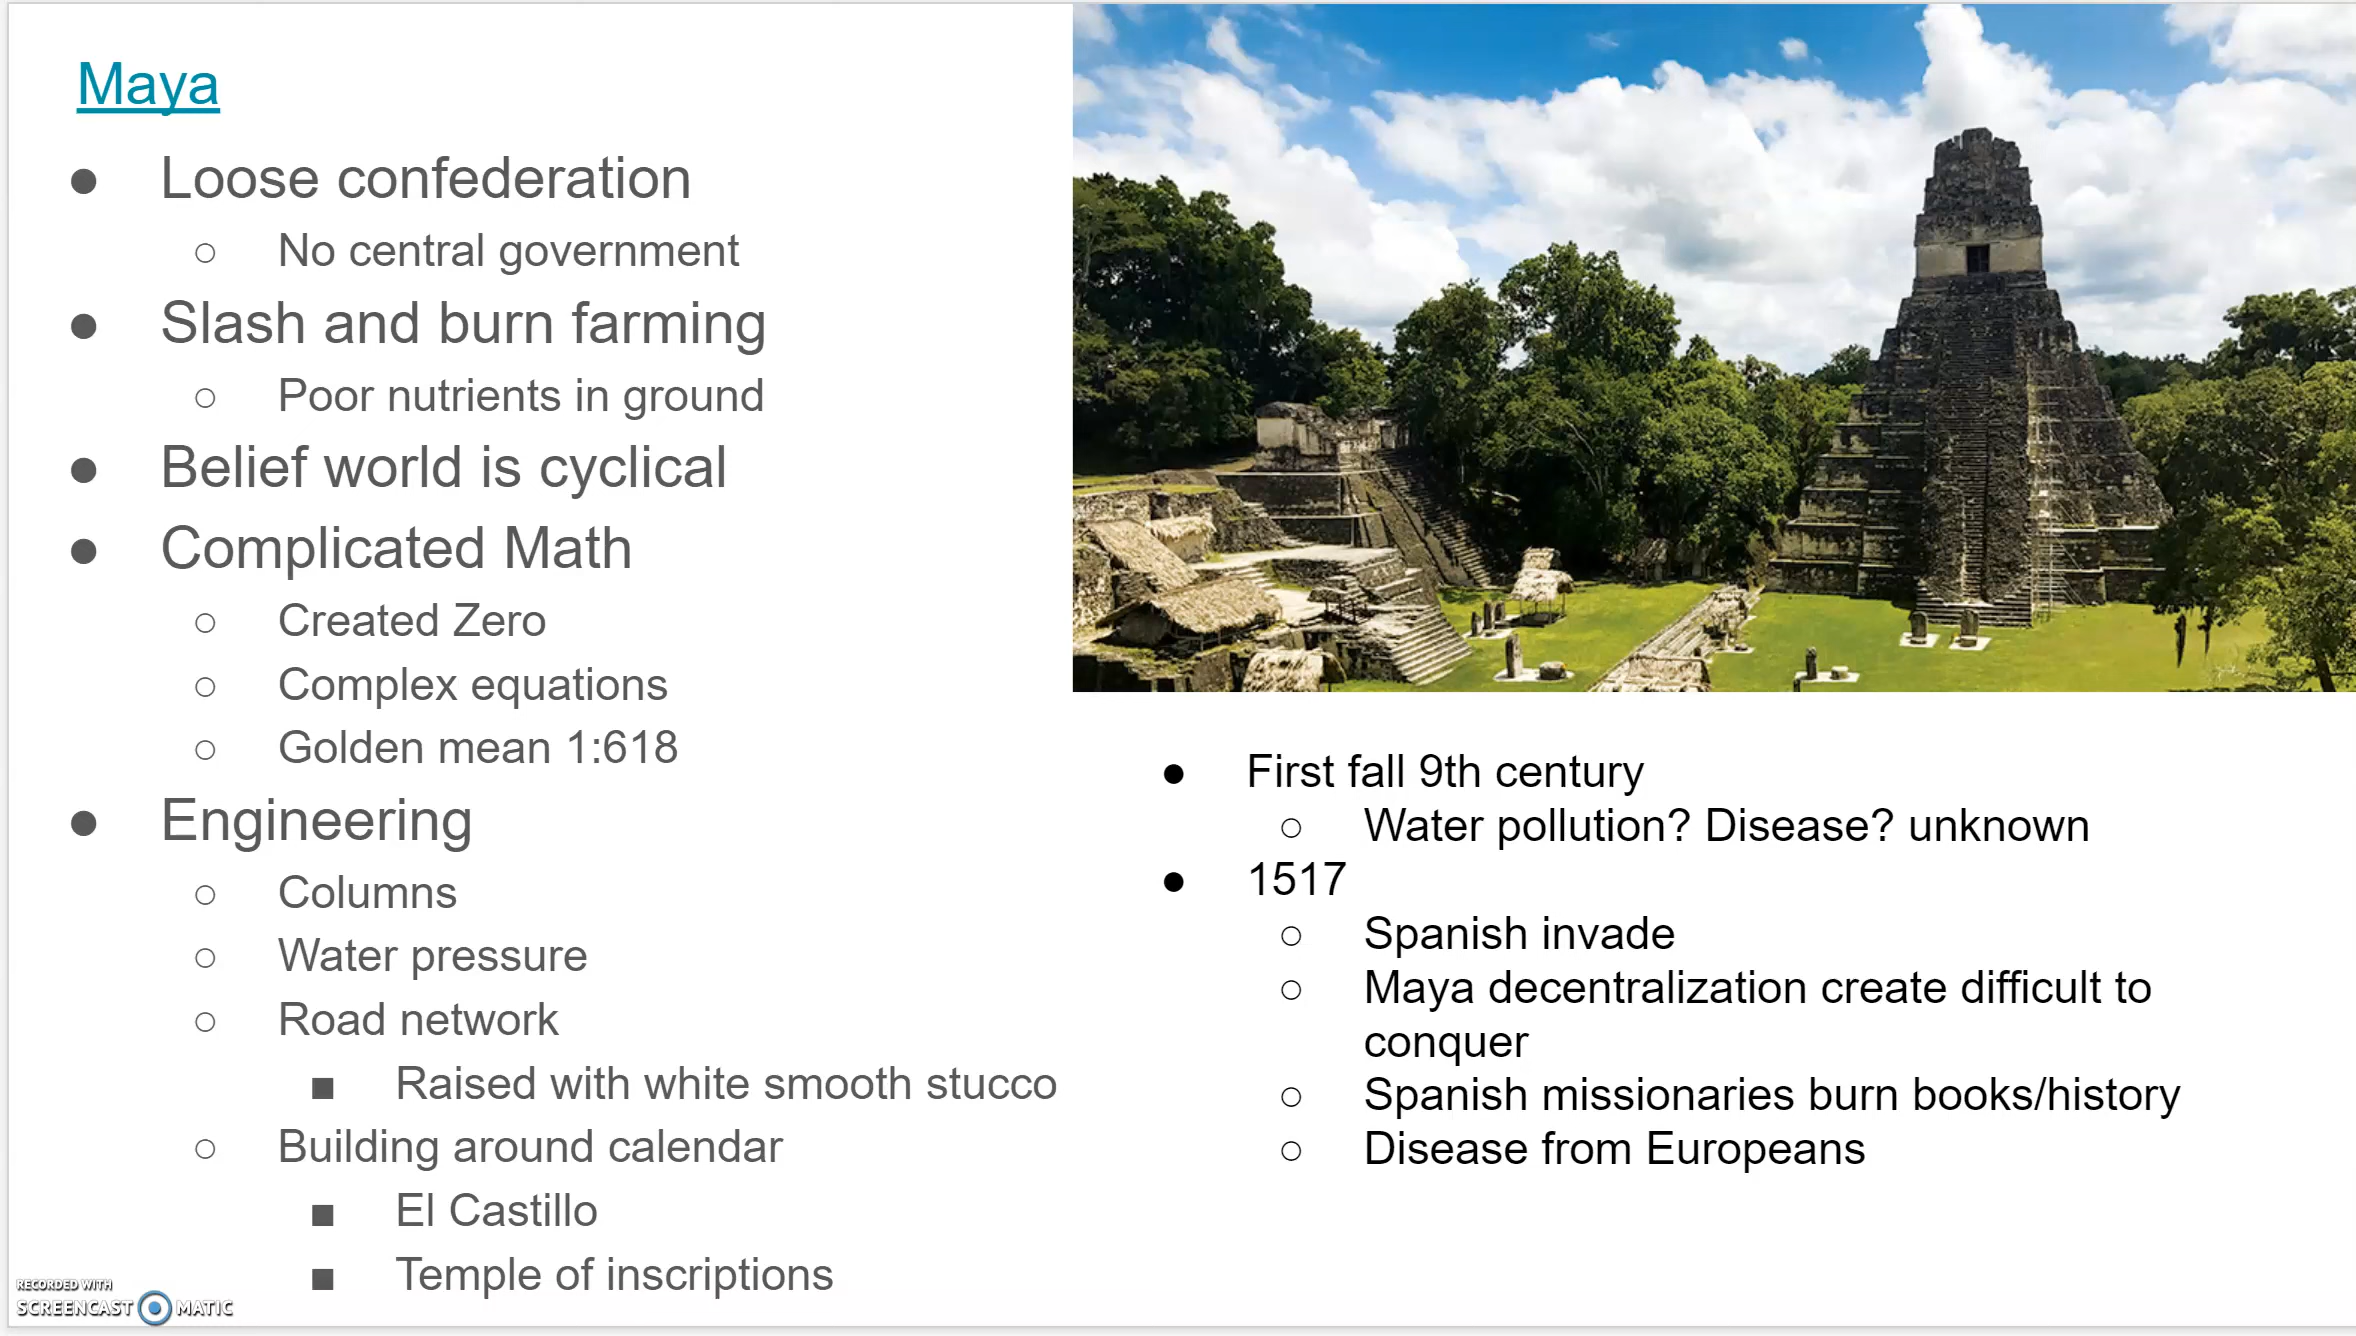 Maya
● Loose confederation
○ No central government
● Slash and burn farming
○ Poor nutrients in ground
● Belief world is cyclical
● Complicated Math
○ Created Zero
○ Complex equations
○ Golden mean 1:618
● Engineering
○ Columns
○ Water pressure
○ Road network
■ Raised with white smooth stucco
○ Building around calendar
■ El Castillo
■ Temple of inscriptions
● First fall 9th century
○ Water pollution? Disease? unknown
● 1517
○ Spanish invade
○ Maya decentralization create difficult to
conquer
○ Spanish missionaries burn books/history
○ Disease from Europeans
RECORDED WITH
SCREENCAST MATIC